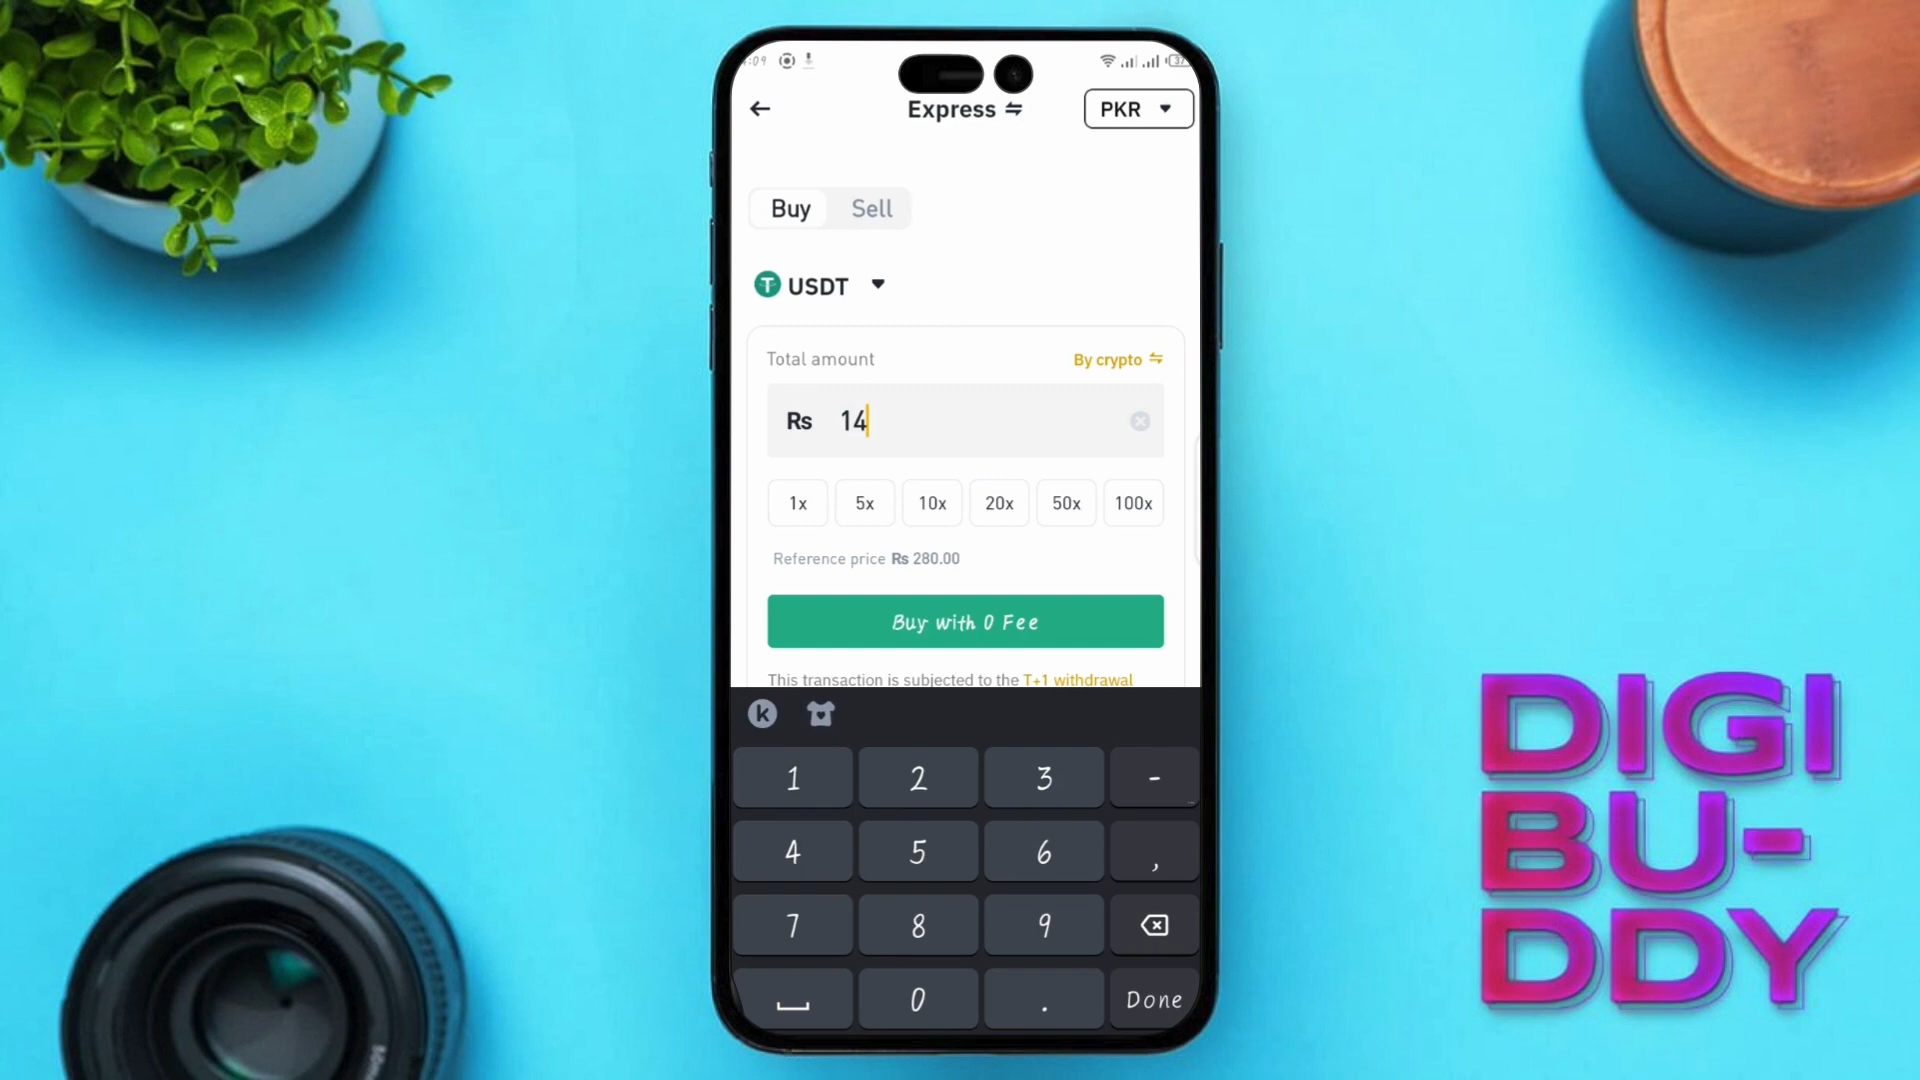 :09
37
Express
PKR
Buy Sell
USDT
Total amount By crypto
Rs 14
1x 5x 10x 20x 50x 100x
Reference price Rs 280.00
Buy with 0 Fee
This transaction is subjected to the T+1 withdrawal
k
1 2 3 -
4 5 6 ,
7 8 9
0 . Done
DIGI
BU-
DDY